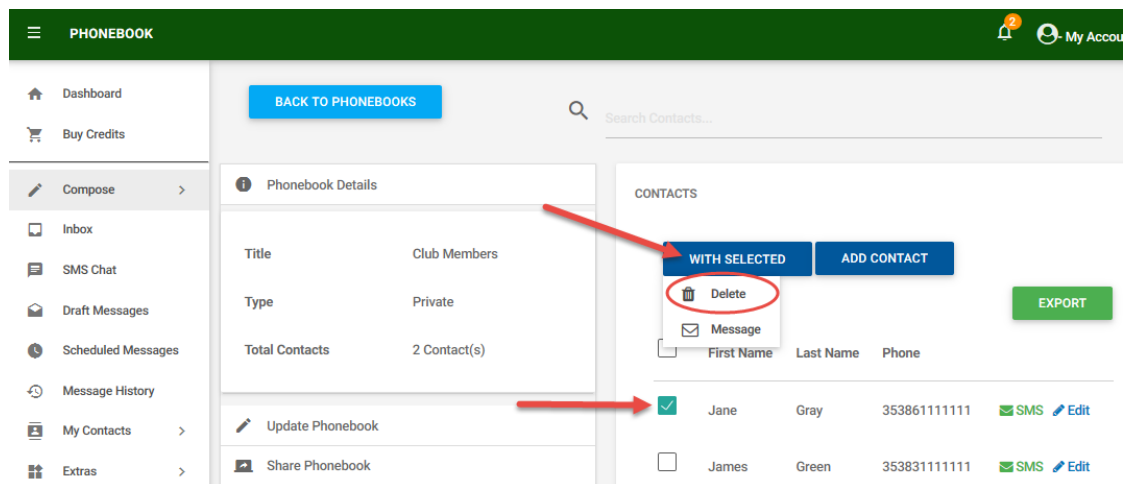 PHONEBOOK
2
My Accou
Dashboard
Buy Credits
Compose
Inbox
SMS Chat
Draft Messages
Scheduled Messages
Message History
My Contacts
Extras
BACK TO PHONEBOOKS
Search Contacts...
Phonebook Details
Title Club Members
Type Private
Total Contacts 2 Contact(s)
Update Phonebook
Share Phonebook
CONTACTS
WITH SELECTED ADD CONTACT
Delete
Message
EXPORT
First Name Last Name Phone
Jane Gray 353861111111 SMS Edit
James Green 353831111111 SMS Edit